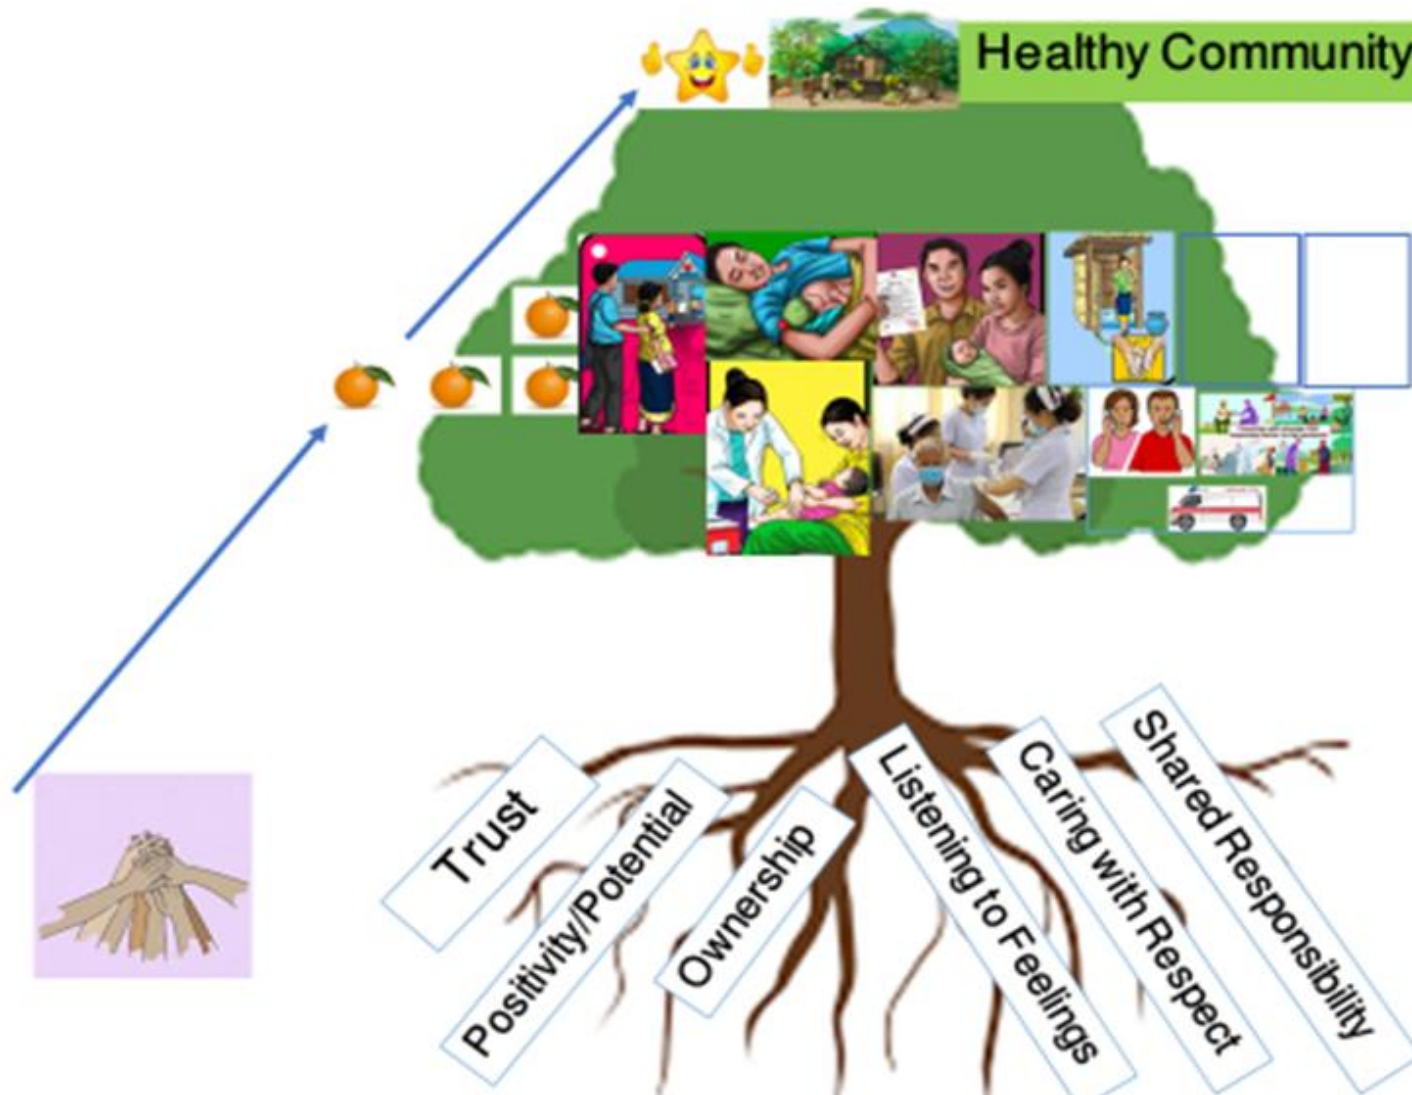 Healthy Community
Trust
Positivity/Potential
Ownership
Listening to Feelings
Caring with Respect
Shared Responsibility